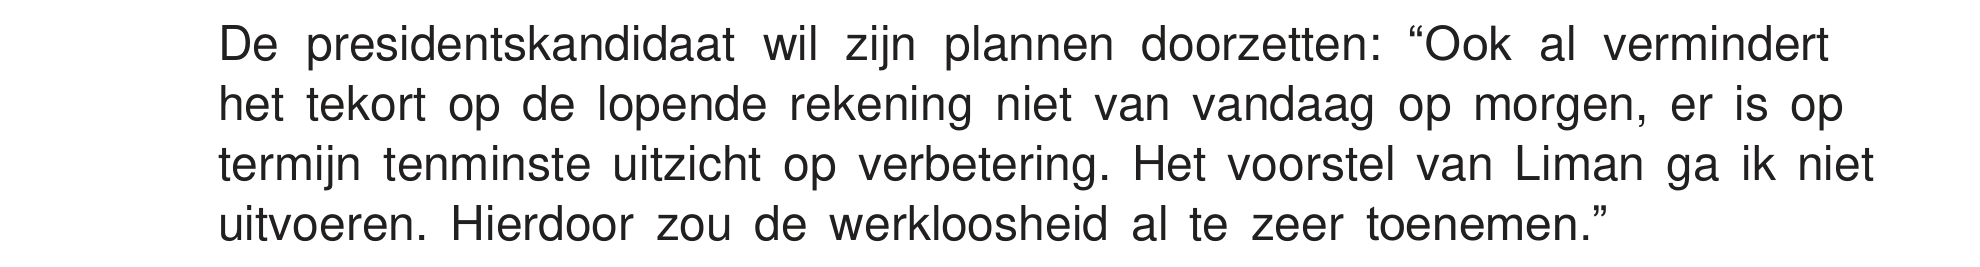 De presidentskandidaat wil zijn plannen doorzetten: “Ook al vermindert
het tekort op de lopende rekening niet van vandaag op morgen, er is op
termijn tenminste uitzicht op verbetering. Het voorstel van Liman ga ik niet
uitvoeren. Hierdoor zou de werkloosheid al te zeer toenemen.”